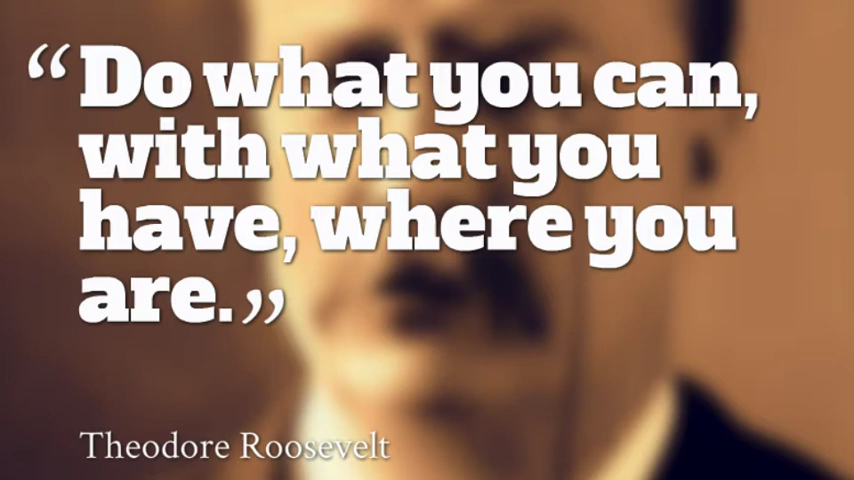 “Do what you can,
with what you
have, where you
are.”
Theodore Roosevelt